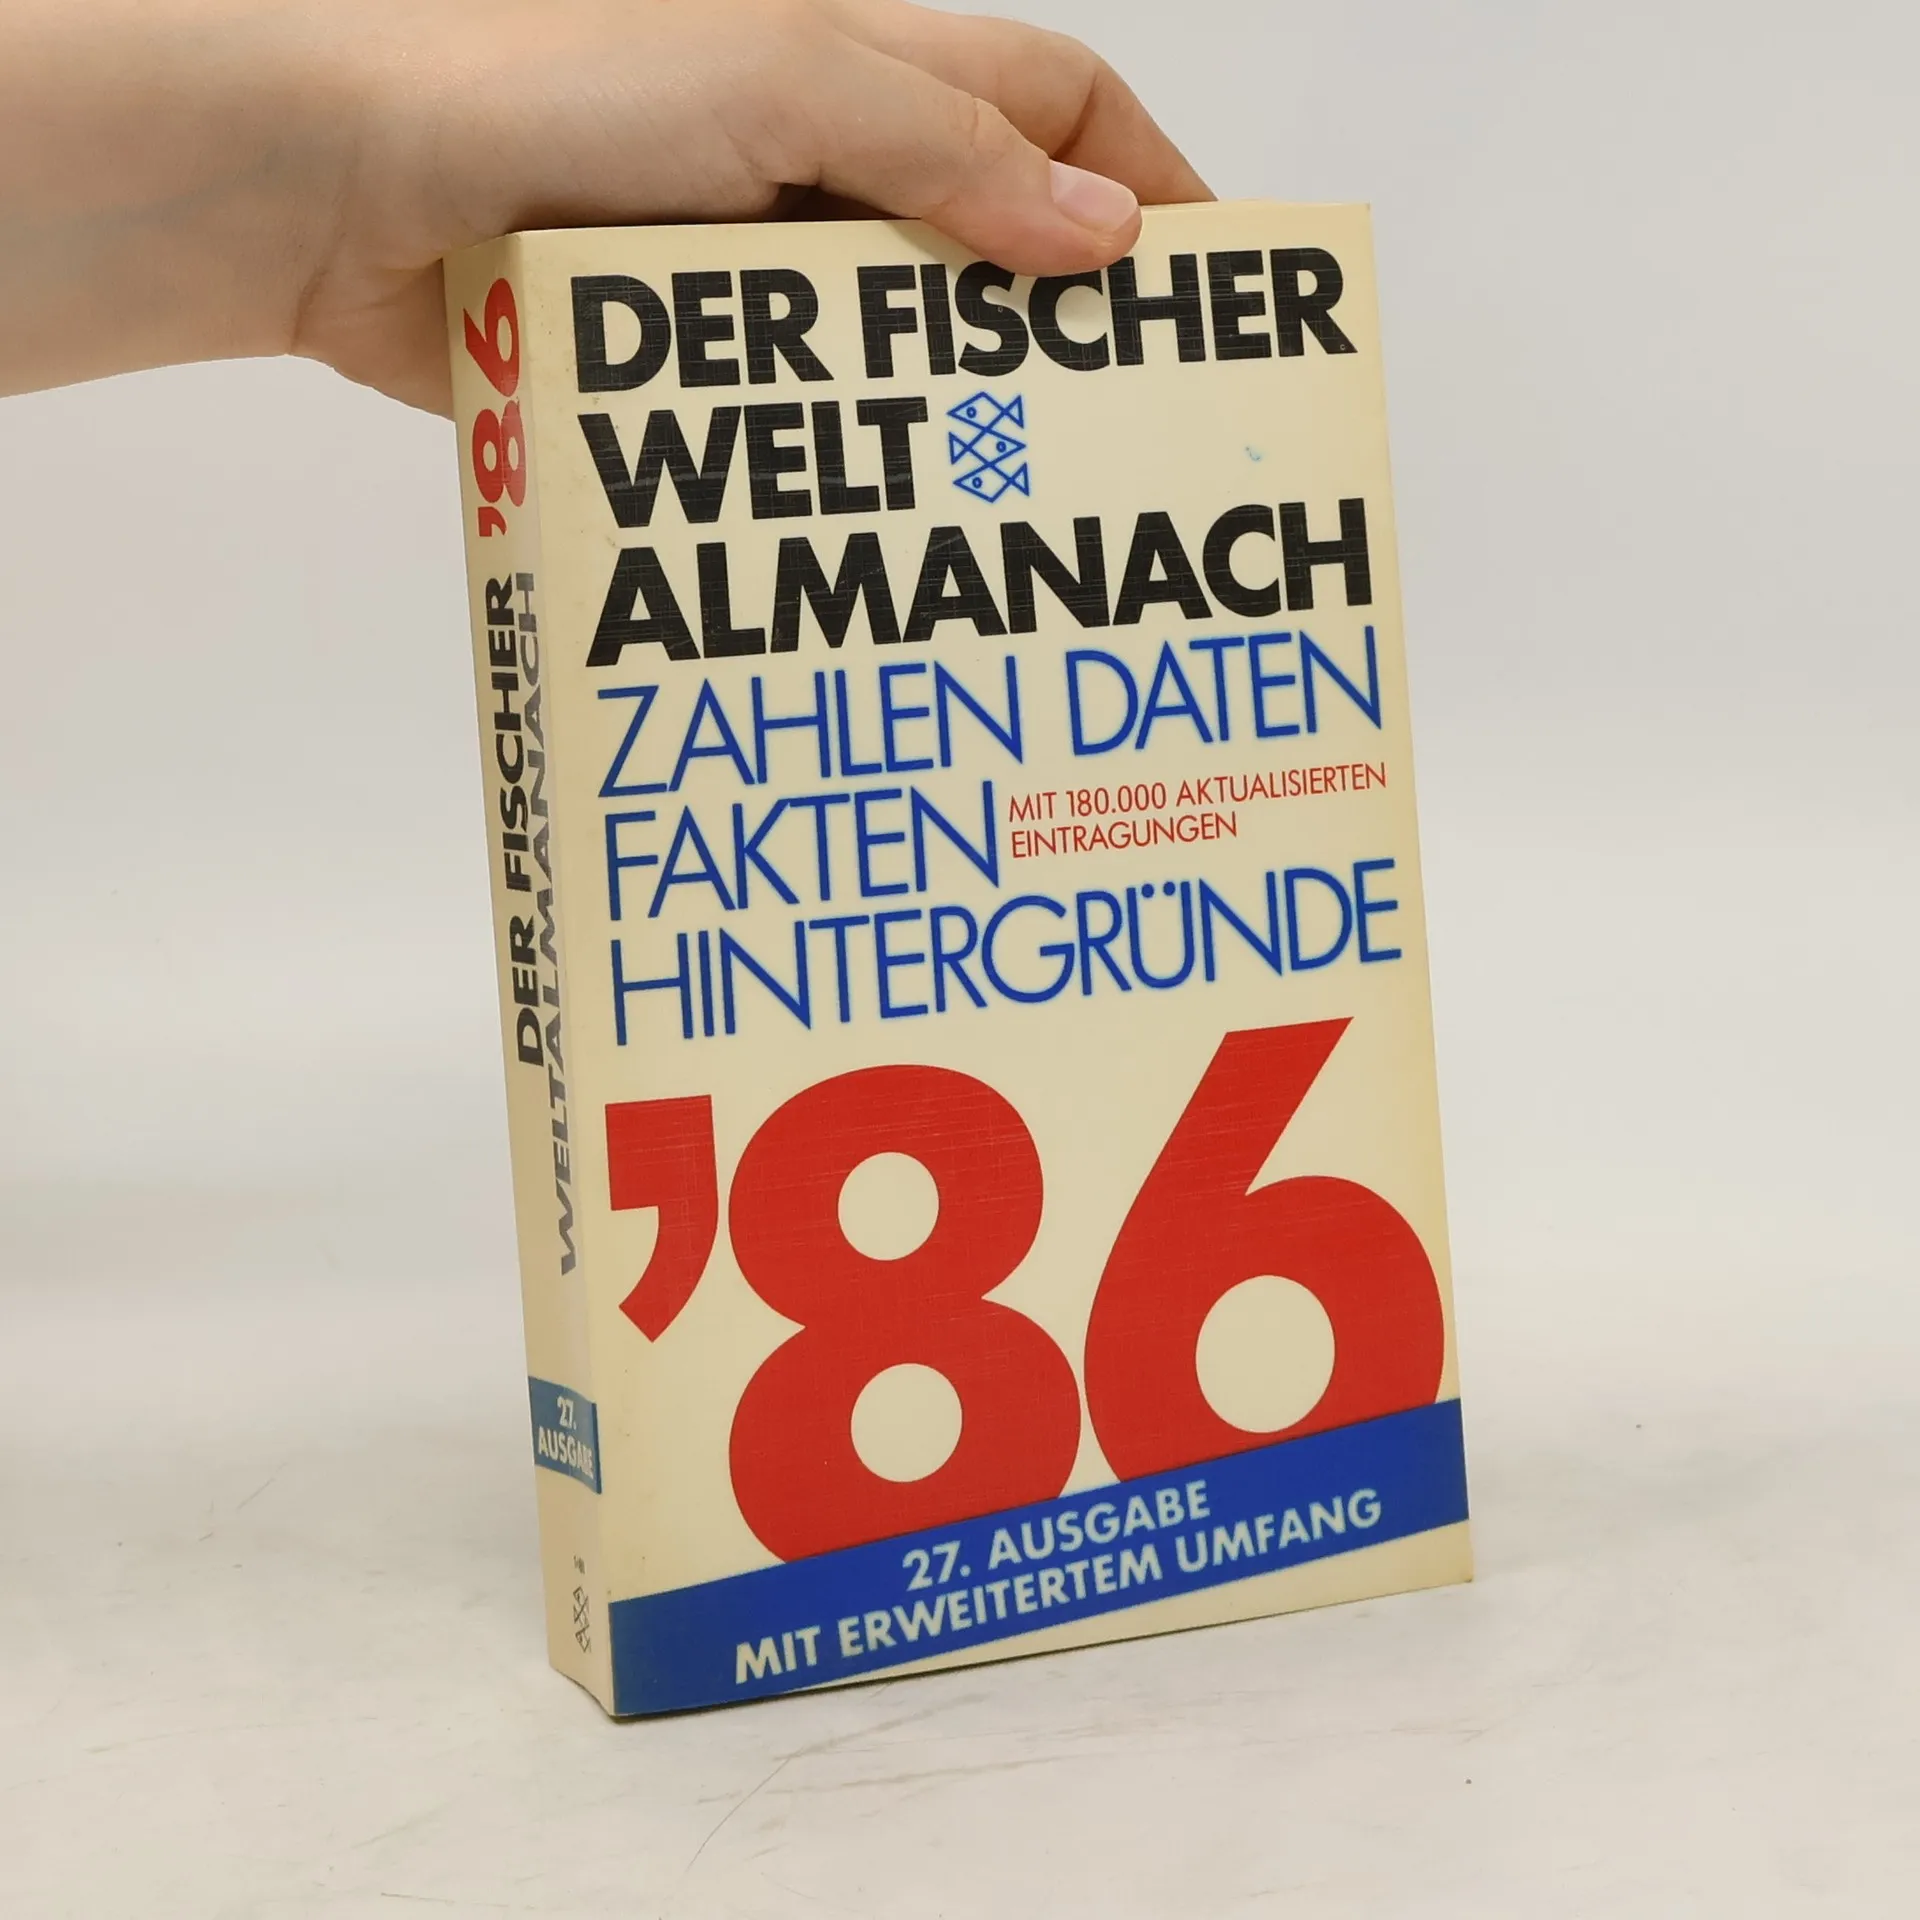 DER FISCHER
WELT
ALMANACH
ZAHLEN DATEN
FAKTEN
MIT 180.000 AKTUALISIERTEN
EINTRAGUNGEN
HINTERGRÜNDE
'86
27. AUSGABE
MIT ERWEITERTEM UMFANG
DER FISCHER '86
WELTALMANACH
27.
AUSGABE